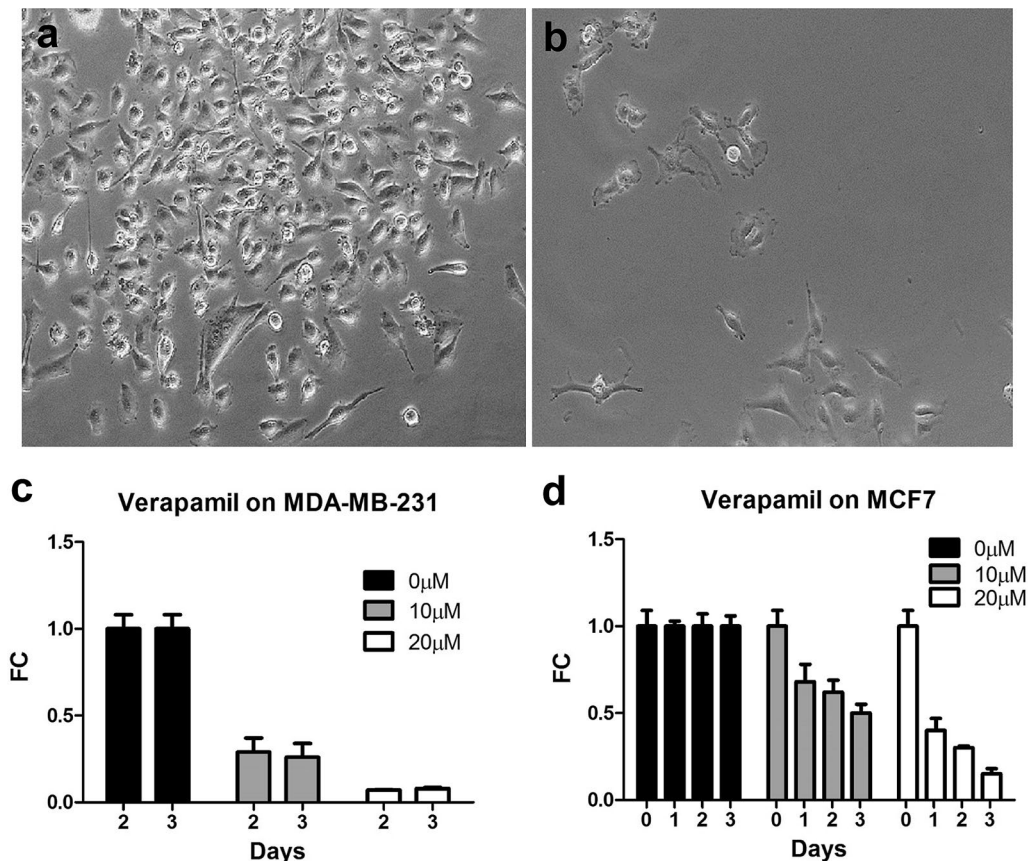 a
b
c
Verapamil on MDA-MB-231
1.5
1.0
0.5
0.0
FC
0μM
10μM
20μM
2 3 2 3 2 3
Days
d
Verapamil on MCF7
1.5
1.0
0.5
0.0
FC
0μM
10μM
20μM
0 1 2 3 0 1 2 3 0 1 2 3
Days